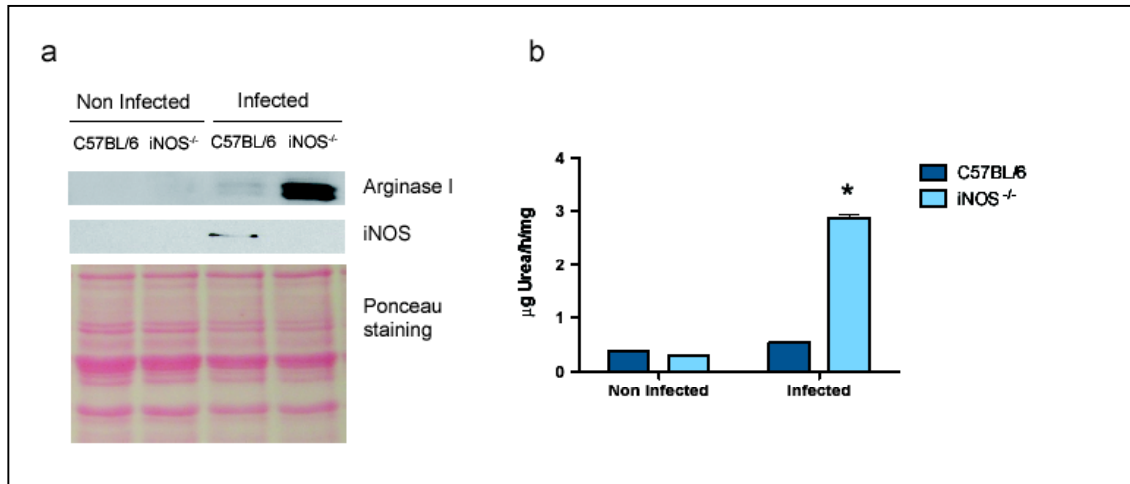 a
Non Infected Infected
C57BL/6 iNOS-/- C57BL/6 iNOS-/-
Arginase I
iNOS
Ponceau
staining
b
4
3
2
1
0
µg Urea/h/mg
*
Non Infected Infected
C57BL/6
iNOS -/-